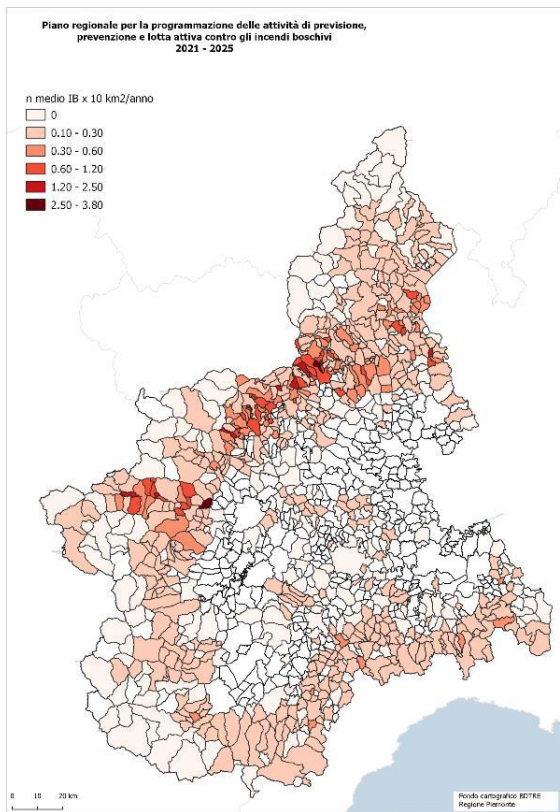 Piano regionale per la programmazione delle attività di previsione,
prevenzione e lotta attiva contro gli incendi boschivi
2021 - 2025
n medio IB x 10 km2/anno
0
0.10 - 0.30
0.30 - 0.60
0.60 - 1.20
1.20 - 2.50
2.50 - 3.80
0 10 20 km
Fondo cartografico BDTRE
Regione Piemonte